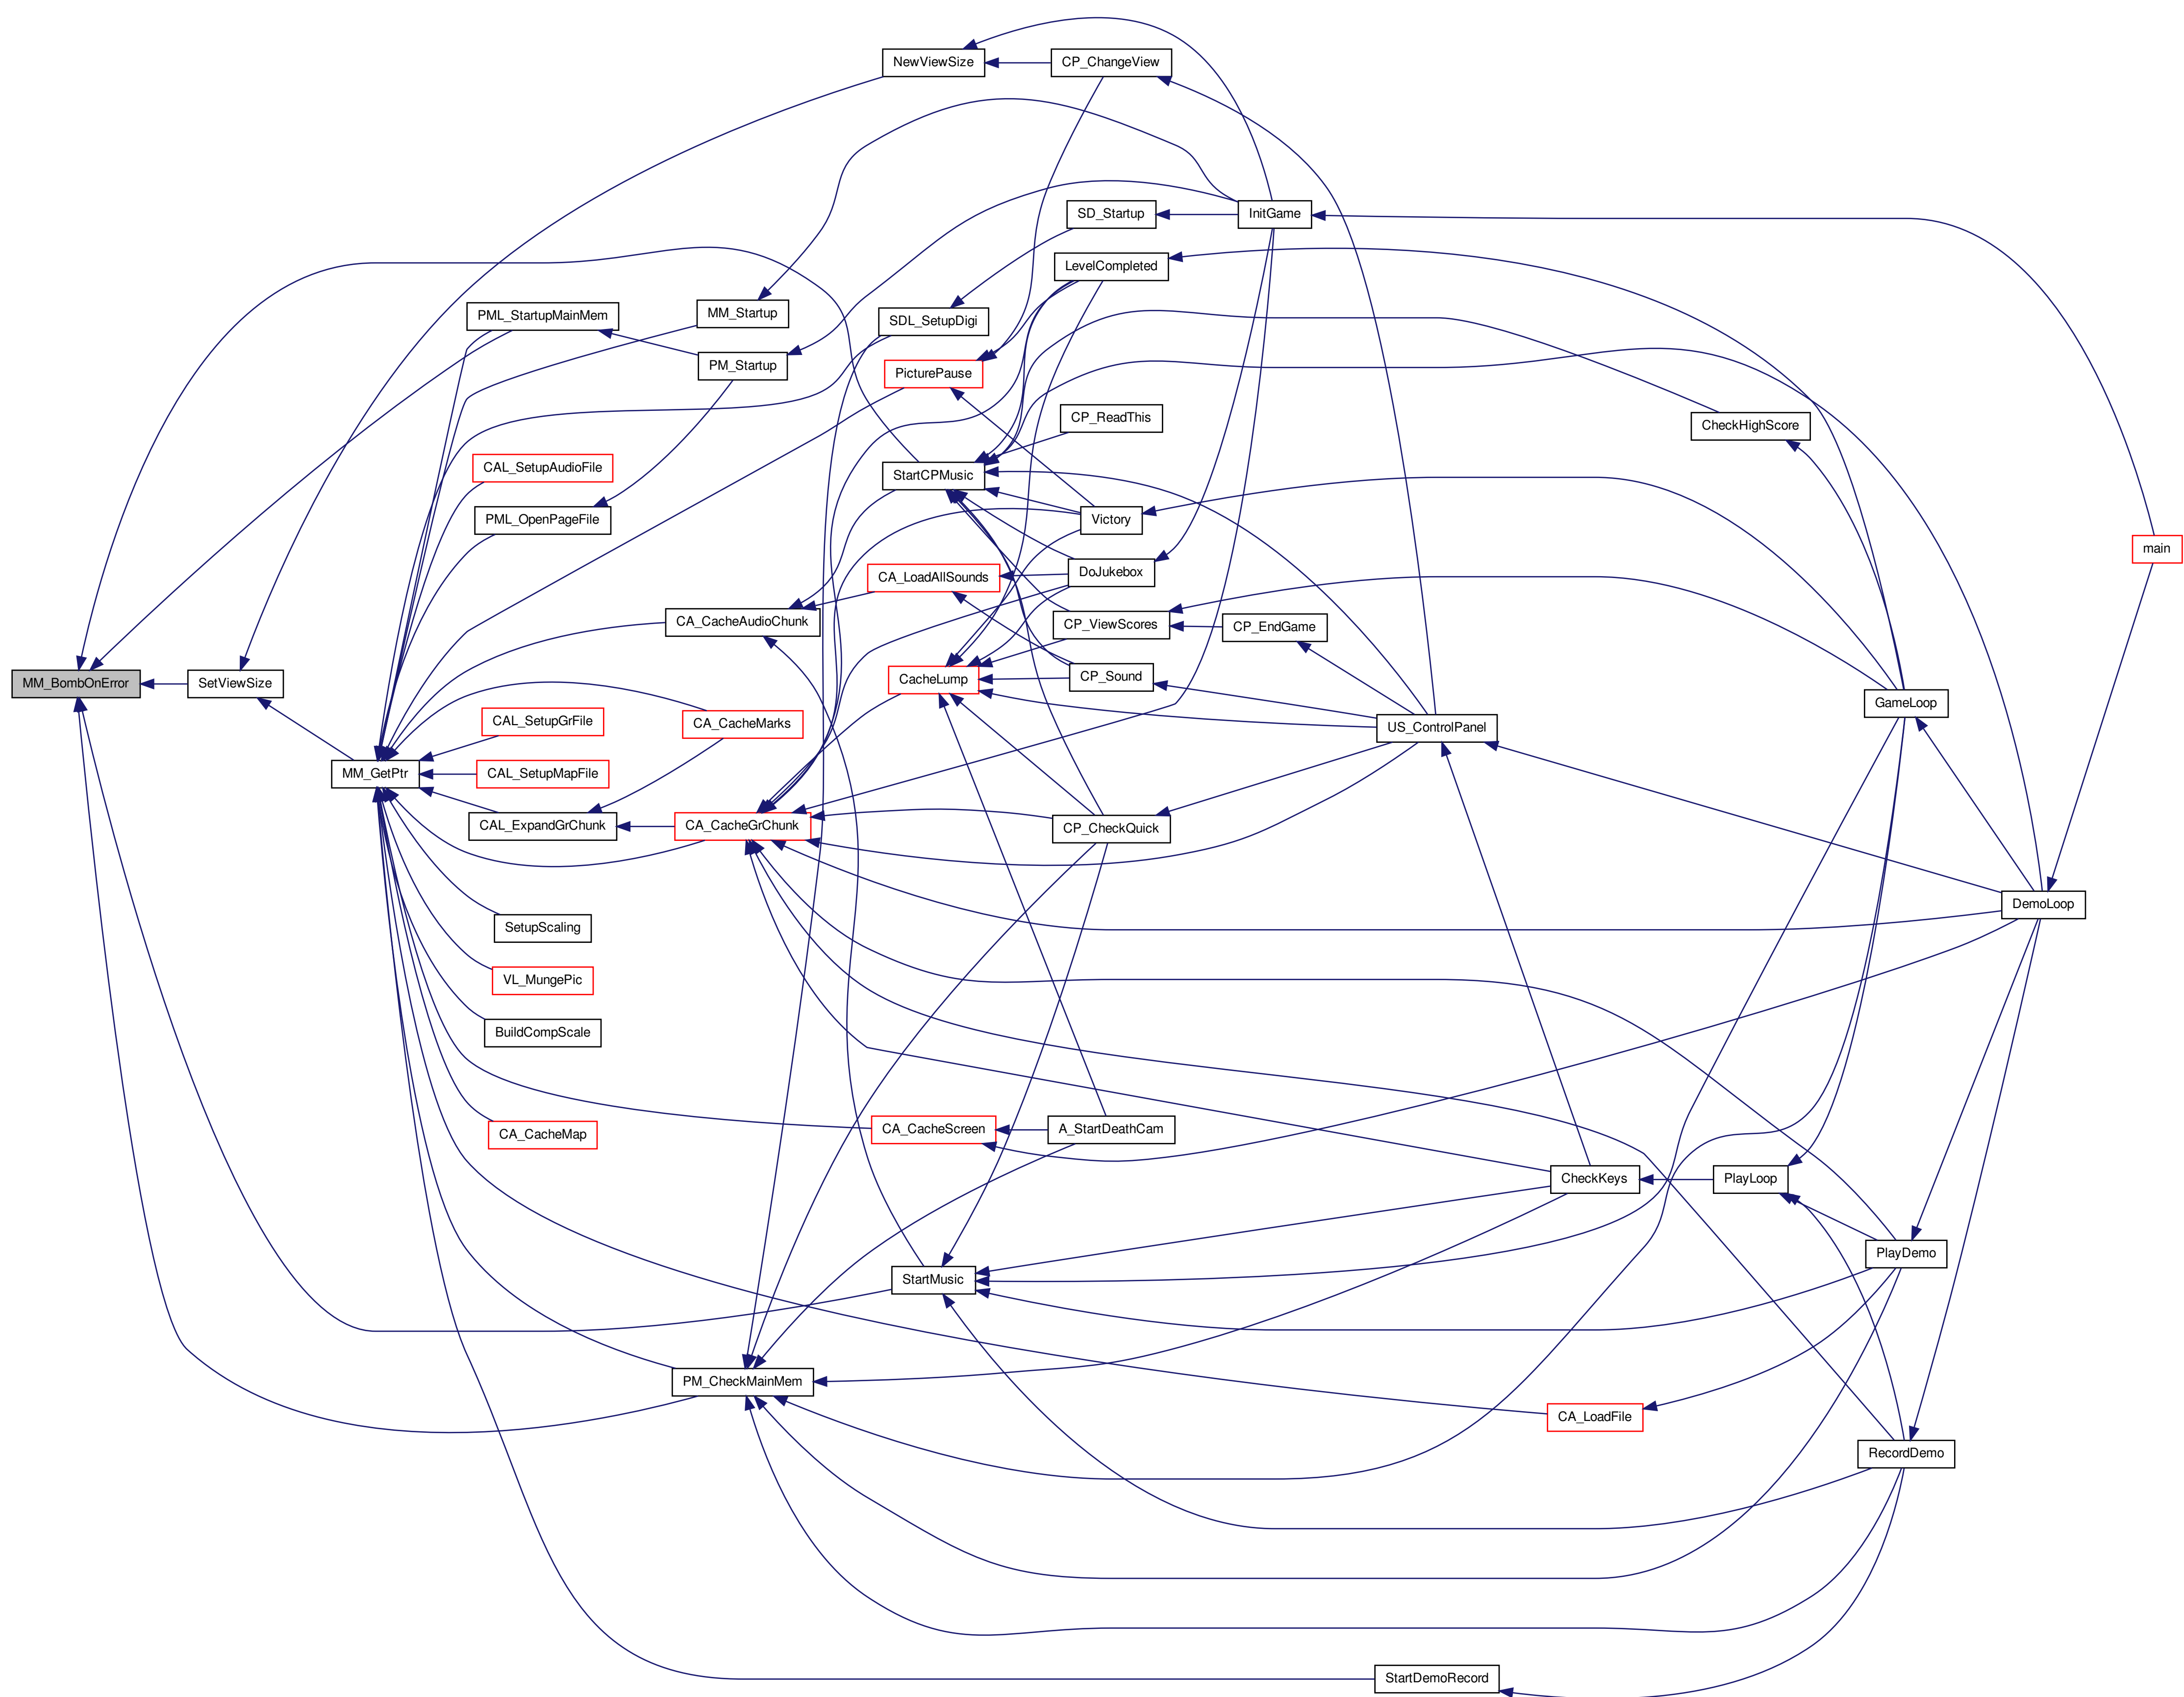 NewViewSize
CP_ChangeView
SD_Startup
InitGame
LevelCompleted
PML_StartupMainMem
MM_Startup
SDL_SetupDigi
PM_Startup
PicturePause
CP_ReadThis
CheckHighScore
CAL_SetupAudioFile
StartCPMusic
PML_OpenPageFile
Victory
main
CA_LoadAllSounds
DoJukebox
CA_CacheAudioChunk
CP_ViewScores
CP_EndGame
MM_BombOnError
SetViewSize
CacheLump
CP_Sound
GameLoop
CAL_SetupGrFile
CA_CacheMarks
US_ControlPanel
MM_GetPtr
CAL_SetupMapFile
CAL_ExpandGrChunk
CA_CacheGrChunk
CP_CheckQuick
DemoLoop
SetupScaling
VL_MungePic
BuildCompScale
CA_CacheMap
CA_CacheScreen
A_StartDeathCam
CheckKeys
PlayLoop
PlayDemo
StartMusic
PM_CheckMainMem
CA_LoadFile
RecordDemo
StartDemoRecord